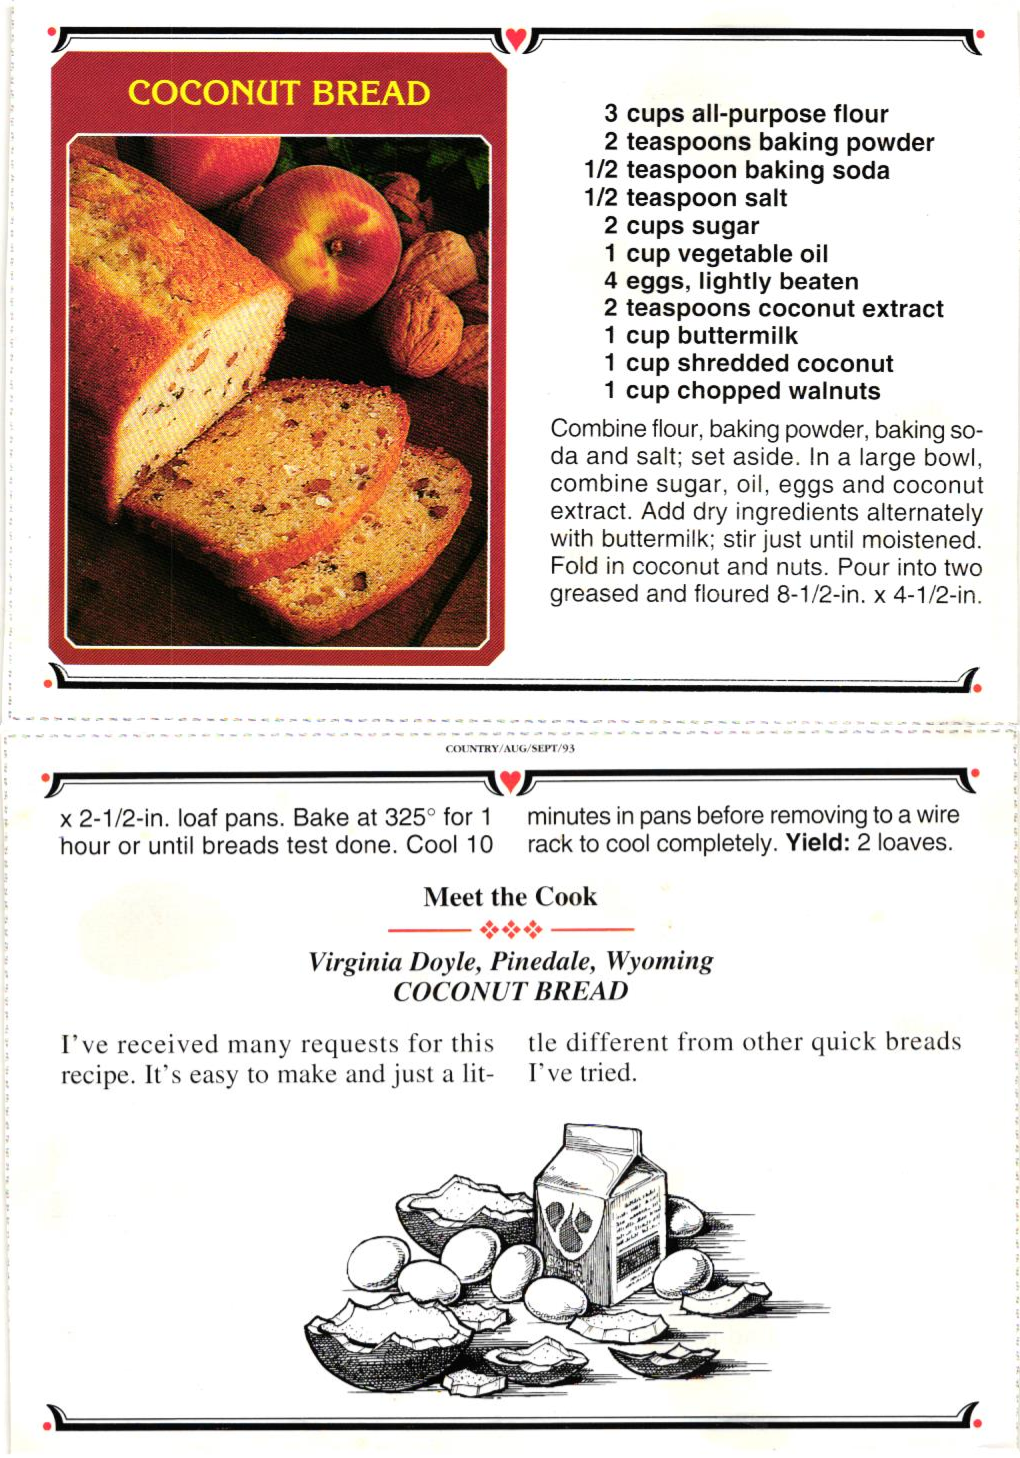 COCONUT BREAD
3 cups all-purpose flour
2 teaspoons baking powder
1/2 teaspoon baking soda
1/2 teaspoon salt
2 cups sugar
1 cup vegetable oil
4 eggs, lightly beaten
2 teaspoons coconut extract
1 cup buttermilk
1 cup shredded coconut
1 cup chopped walnuts
Combine flour, baking powder, baking so-
da and salt; set aside. In a large bowl,
combine sugar, oil, eggs and coconut
extract. Add dry ingredients alternately
with buttermilk; stir just until moistened.
Fold in coconut and nuts. Pour into two
greased and floured 8-1/2-in. x 4-1/2-in.
COUNTRY/AUG/SEPT/93
x 2-1/2-in. loaf pans. Bake at 325° for 1
hour or until breads test done. Cool 10
minutes in pans before removing to a wire
rack to cool completely. Yield: 2 loaves.
Meet the Cook
Virginia Doyle, Pinedale, Wyoming
COCONUT BREAD
I've received many requests for this
recipe. It's easy to make and just a lit-
tle different from other quick breads
I've tried.